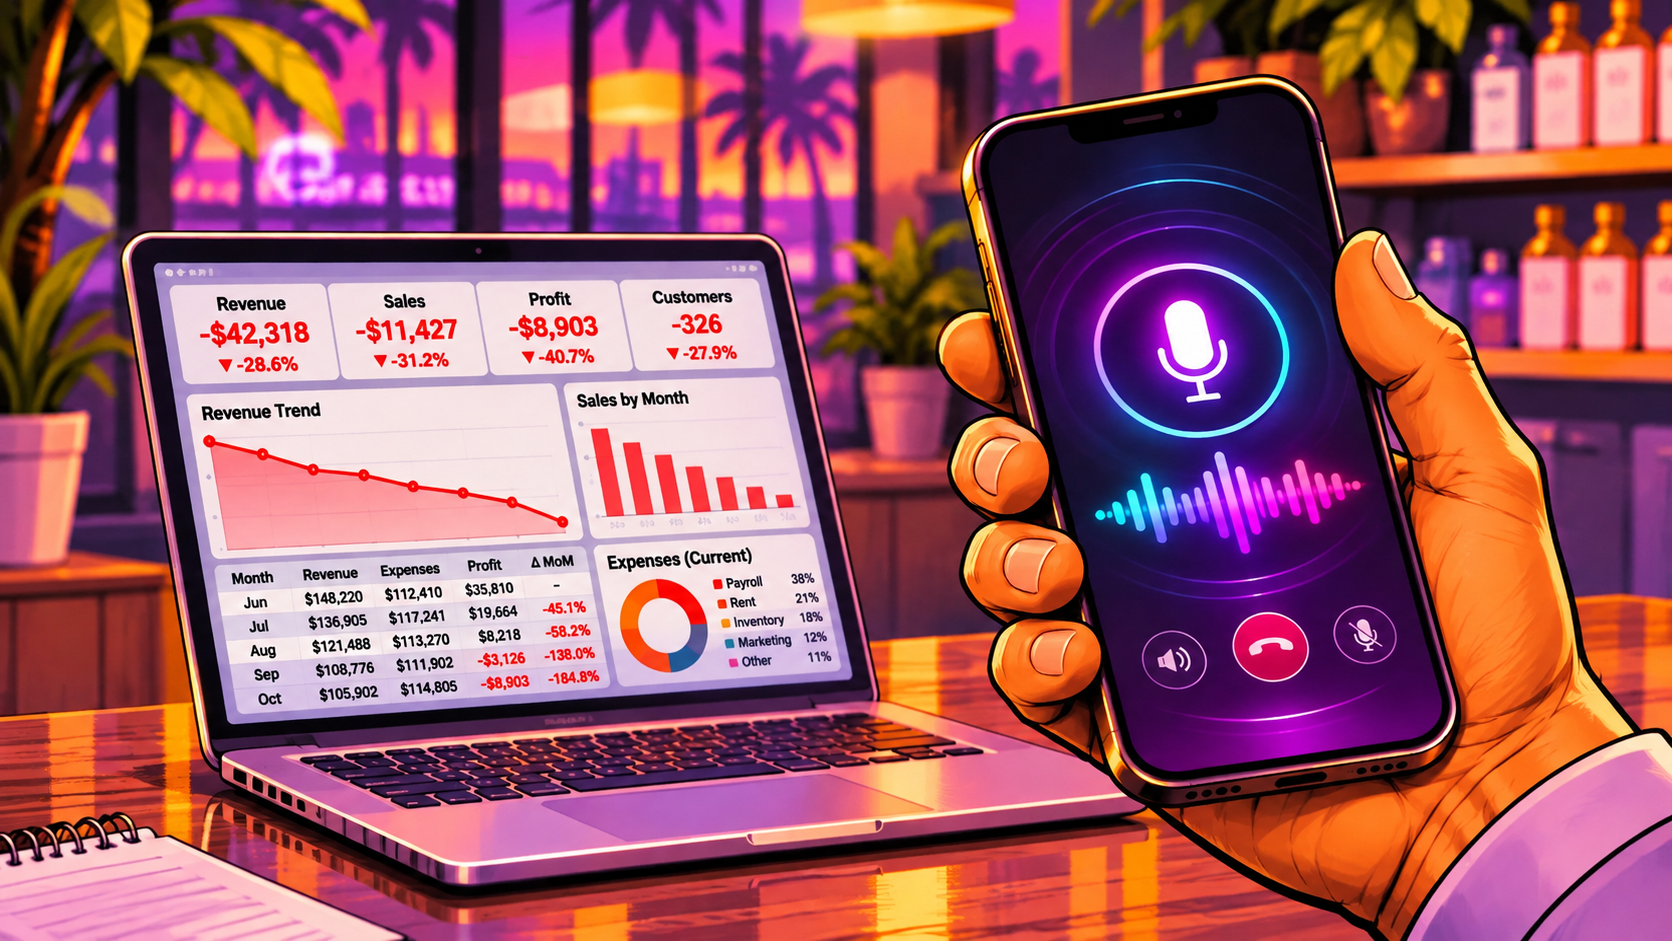 Revenue
-$42,318
▼-28.6%
Sales
-$11,427
▼-31.2%
Profit
-$8,903
▼-40.7%
Customers
-326
▼-27.9%
Revenue Trend
Sales by Month
Month Revenue Expenses Profit Δ MoM
Jun $148,220 $112,410 $35,810 –
Jul $136,905 $117,241 $19,664 -45.1%
Aug $121,488 $113,270 $8,218 -58.2%
Sep $108,776 $111,902 -$3,126 -138.0%
Oct $105,902 $114,805 -$8,903 -184.8%
Expenses (Current)
Payroll 38%
Rent 21%
Inventory 18%
Marketing 12%
Other 11%